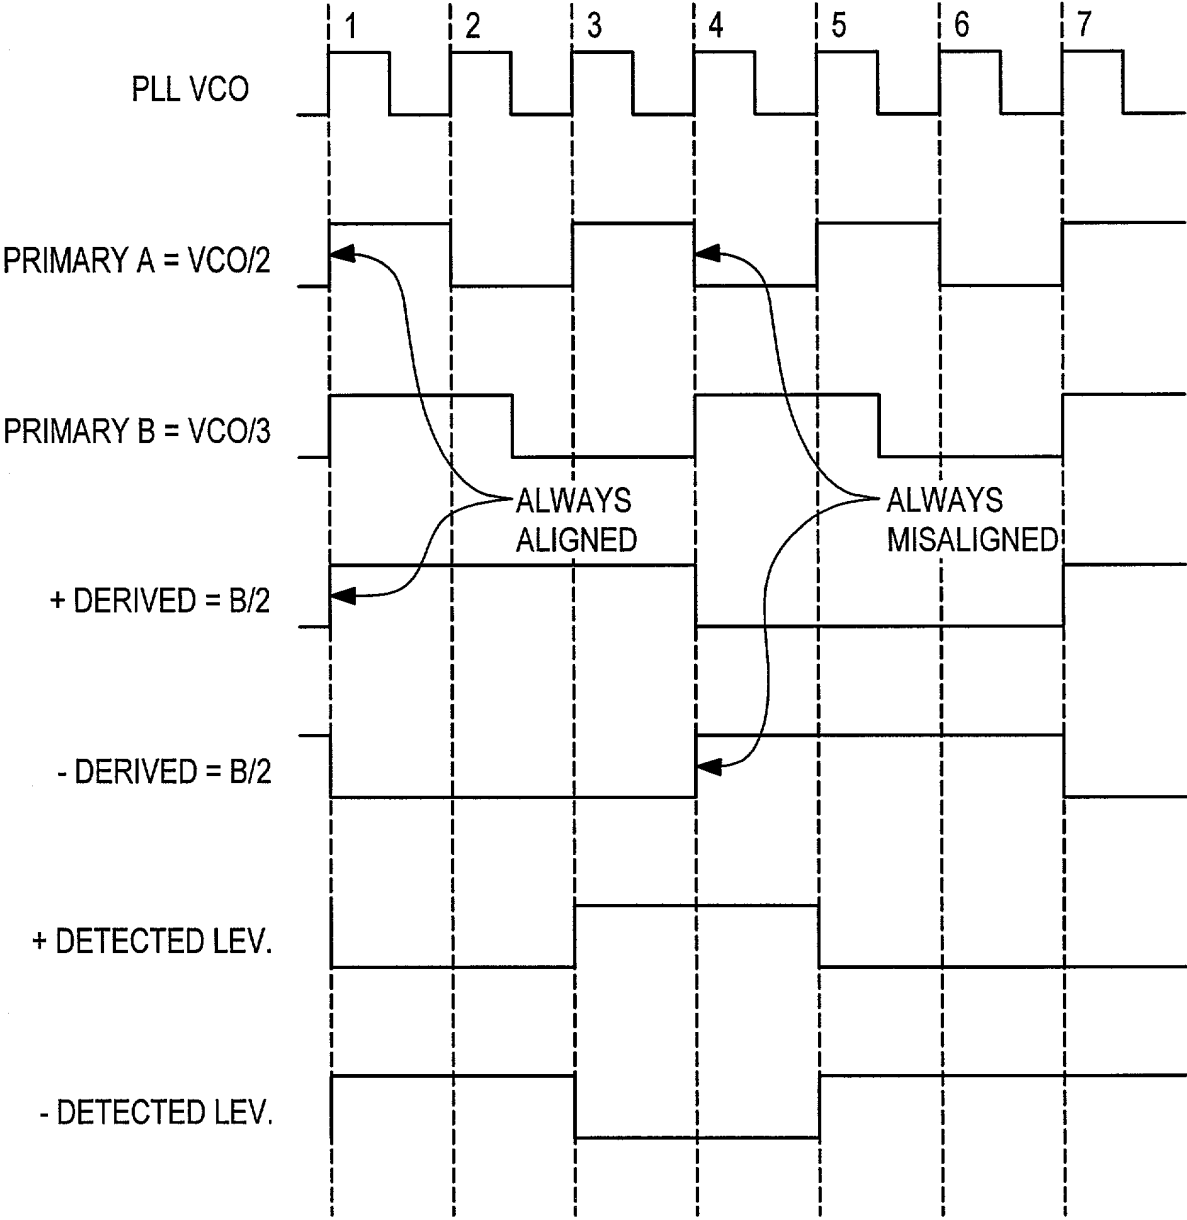 1 2 3 4 5 6 7
PLL VCO
PRIMARY A = VCO/2
PRIMARY B = VCO/3
ALWAYS
ALIGNED
ALWAYS
MISALIGNED
+ DERIVED = B/2
- DERIVED = B/2
+ DETECTED LEV.
- DETECTED LEV.